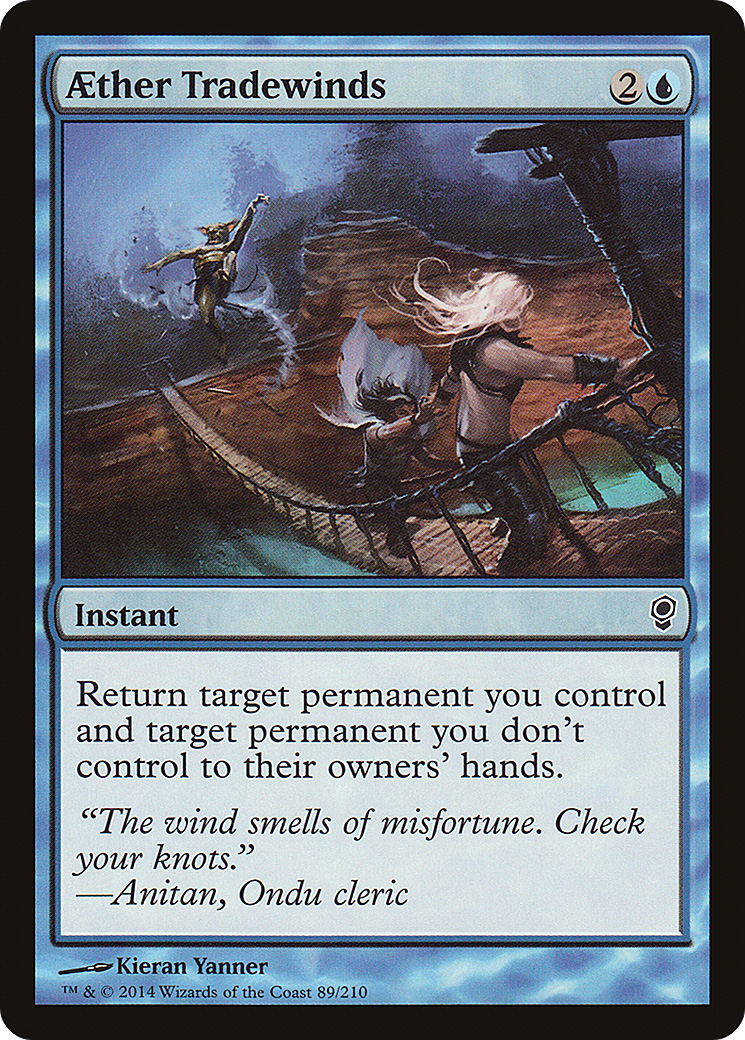 Æther Tradewinds 2
Instant
Return target permanent you control
and target permanent you don't
control to their owners' hands.
“The wind smells of misfortune. Check
your knots.”
—Anitan, Ondu cleric
Kieran Yanner
™ & © 2014 Wizards of the Coast 89/210